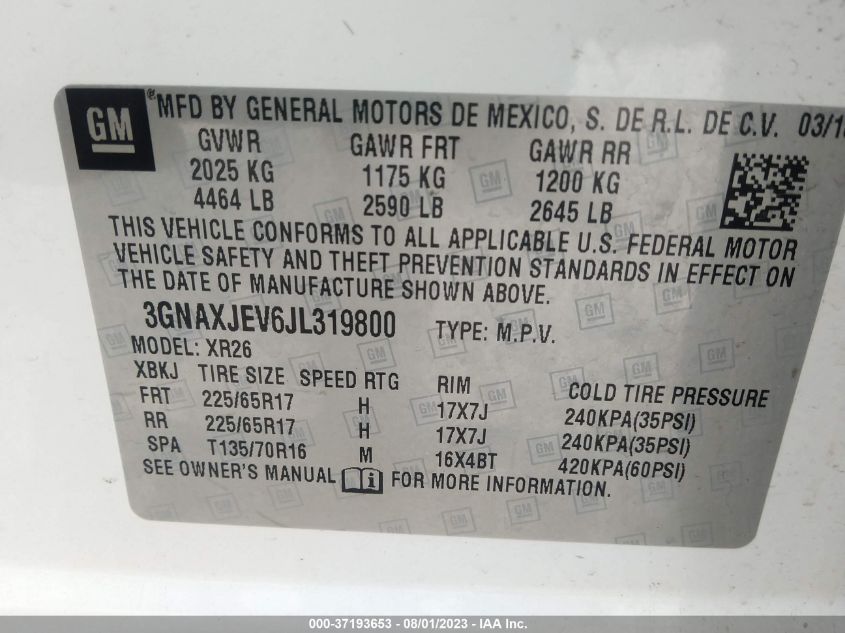 GM ® MFD BY GENERAL MOTORS DE MEXICO, S. DE R.L. DE C.V.
GVWR GAWR FRT GAWR RR
2025 KG 1175 KG 1200 KG
4464 LB 2590 LB 2645 LB
THIS VEHICLE CONFORMS TO ALL APPLICABLE U.S. FEDERAL MOTOR
VEHICLE SAFETY AND THEFT PREVENTION STANDARDS IN EFFECT ON
THE DATE OF MANUFACTURE SHOWN ABOVE.
3GNAXJEV6JL319800 TYPE: M.P.V.
MODEL: XR26
XBKJ TIRE SIZE SPEED RTG RIM COLD TIRE PRESSURE
FRT 225/65R17 H 17X7J 240KPA(35PSI)
RR 225/65R17 H 17X7J 240KPA(35PSI)
SPA T135/70R16 M 16X4BT 420KPA(60PSI)
SEE OWNER'S MANUAL FOR MORE INFORMATION.
000-37193653 - 08/01/2023 - IAA Inc.